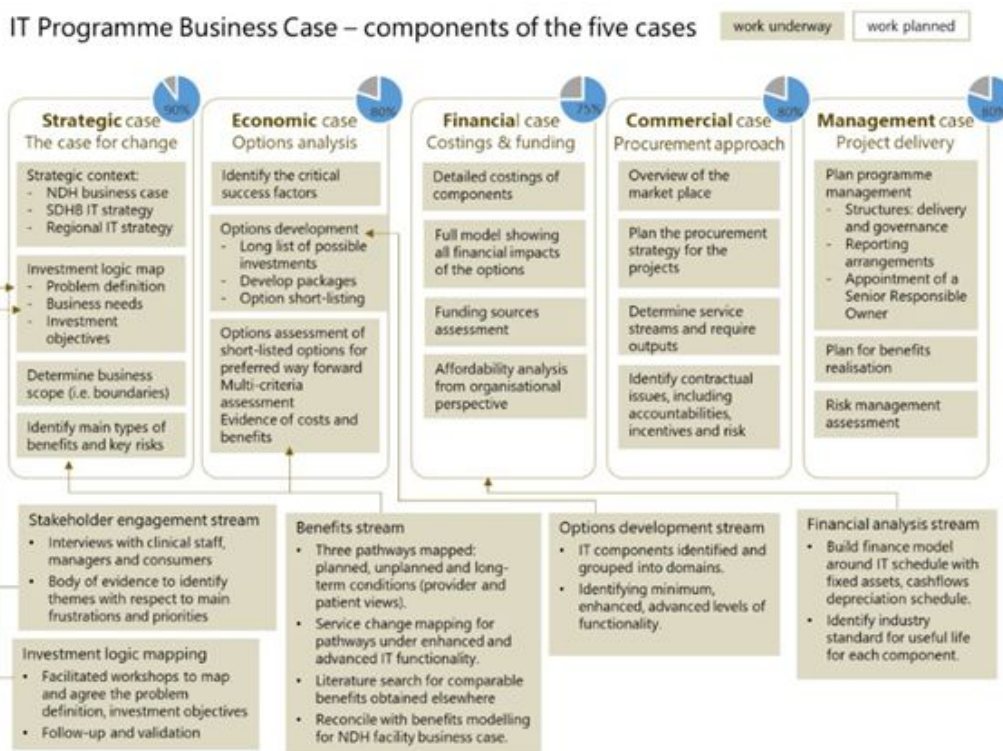 IT Programme Business Case – components of the five cases
work underway
work planned
90%
Strategic case
The case for change
Strategic context:
- NDH business case
- SDHB IT strategy
- Regional IT strategy
Investment logic map
- Problem definition
- Business needs
- Investment
objectives
Determine business
scope (i.e. boundaries)
Identify main types of
benefits and key risks
80%
Economic case
Options analysis
Identify the critical
success factors
Options development
- Long list of possible
investments
- Develop packages
- Option short-listing
Options assessment of
short-listed options for
preferred way forward
Multi-criteria
assessment
Evidence of costs and
benefits
75%
Financial case
Costings & funding
Detailed costings of
components
Full model showing
all financial impacts
of the options
Funding sources
assessment
Affordability analysis
from organisational
perspective
80%
Commercial case
Procurement approach
Overview of the
market place
Plan the procurement
strategy for the
projects
Determine service
streams and require
outputs
Identify contractual
issues, including
accountabilities,
incentives and risk
80%
Management case
Project delivery
Plan programme
management
- Structures: delivery
and governance
- Reporting
arrangements
- Appointment of a
Senior Responsible
Owner
Plan for benefits
realisation
Risk management
assessment
Stakeholder engagement stream
• Interviews with clinical staff,
managers and consumers
• Body of evidence to identify
themes with respect to main
frustrations and priorities
Investment logic mapping
• Facilitated workshops to map
and agree the problem
definition, investment objectives
• Follow-up and validation
Benefits stream
• Three pathways mapped:
planned, unplanned and long-
term conditions (provider and
patient views).
• Service change mapping for
pathways under enhanced and
advanced IT functionality.
• Literature search for comparable
benefits obtained elsewhere
• Reconcile with benefits modelling
for NDH facility business case.
Options development stream
• IT components identified and
grouped into domains.
• Identifying minimum,
enhanced, advanced levels of
functionality.
Financial analysis stream
• Build finance model
around IT schedule with
fixed assets, cashflows
depreciation schedule.
• Identify industry
standard for useful life
for each component.